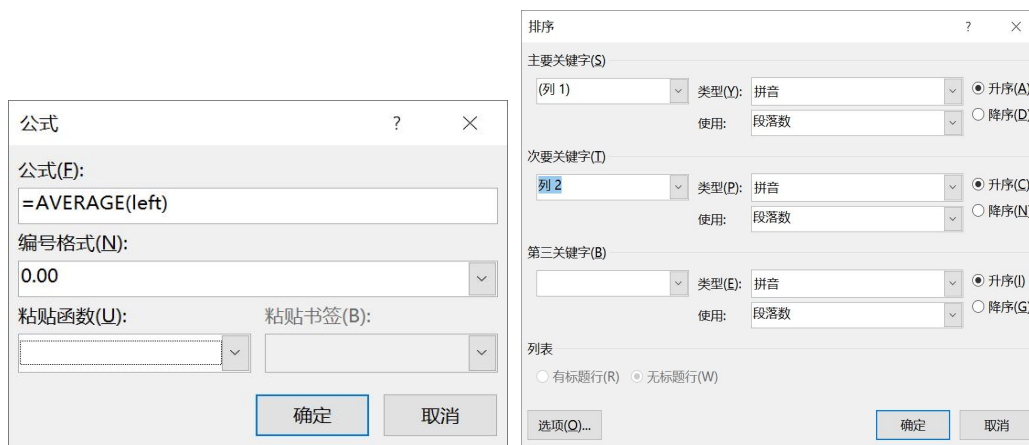 公式
?
公式(F):
=AVERAGE(left)
编号格式(N):
0.00
粘贴函数(U):
粘贴书签(B):
确定
取消
排序
?
主要关键字(S)
(列 1)
类型(Y):
拼音
升序(A)
使用:
段落数
降序(D)
次要关键字(T)
列 2
类型(P):
拼音
升序(C)
使用:
段落数
降序(N)
第三关键字(B)
类型(E):
拼音
升序(I)
使用:
段落数
降序(G)
列表
有标题行(R)
无标题行(W)
选项(O)...
确定
取消